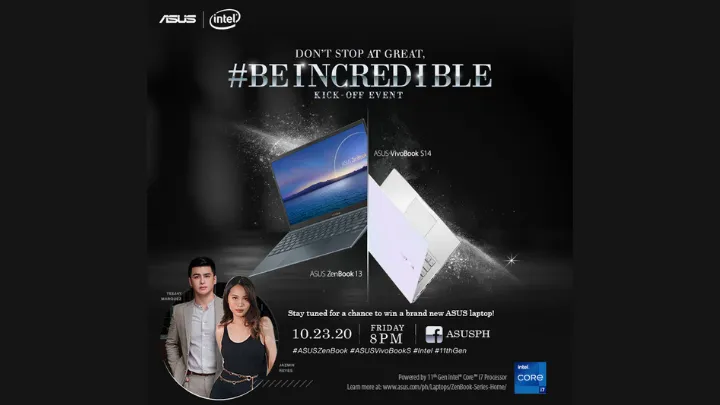 ASUS | intel
DON'T STOP AT GREAT,
#BEINCREDIBLE
KICK-OFF EVENT
ASUS VivoBook S14
ASUS ZenBook 13
Stay tuned for a chance to win a brand new ASUS laptop!
10.23.20
FRIDAY
8PM
f ASUSPH
#ASUSZenBook #ASUSVivoBookS #Intel #11thGen
Powered by 11th Gen Intel® Core™ i7 Processor
Learn more at: www.asus.com/ph/Laptops/ZenBook-Series-Home/
intel
CORE
i7